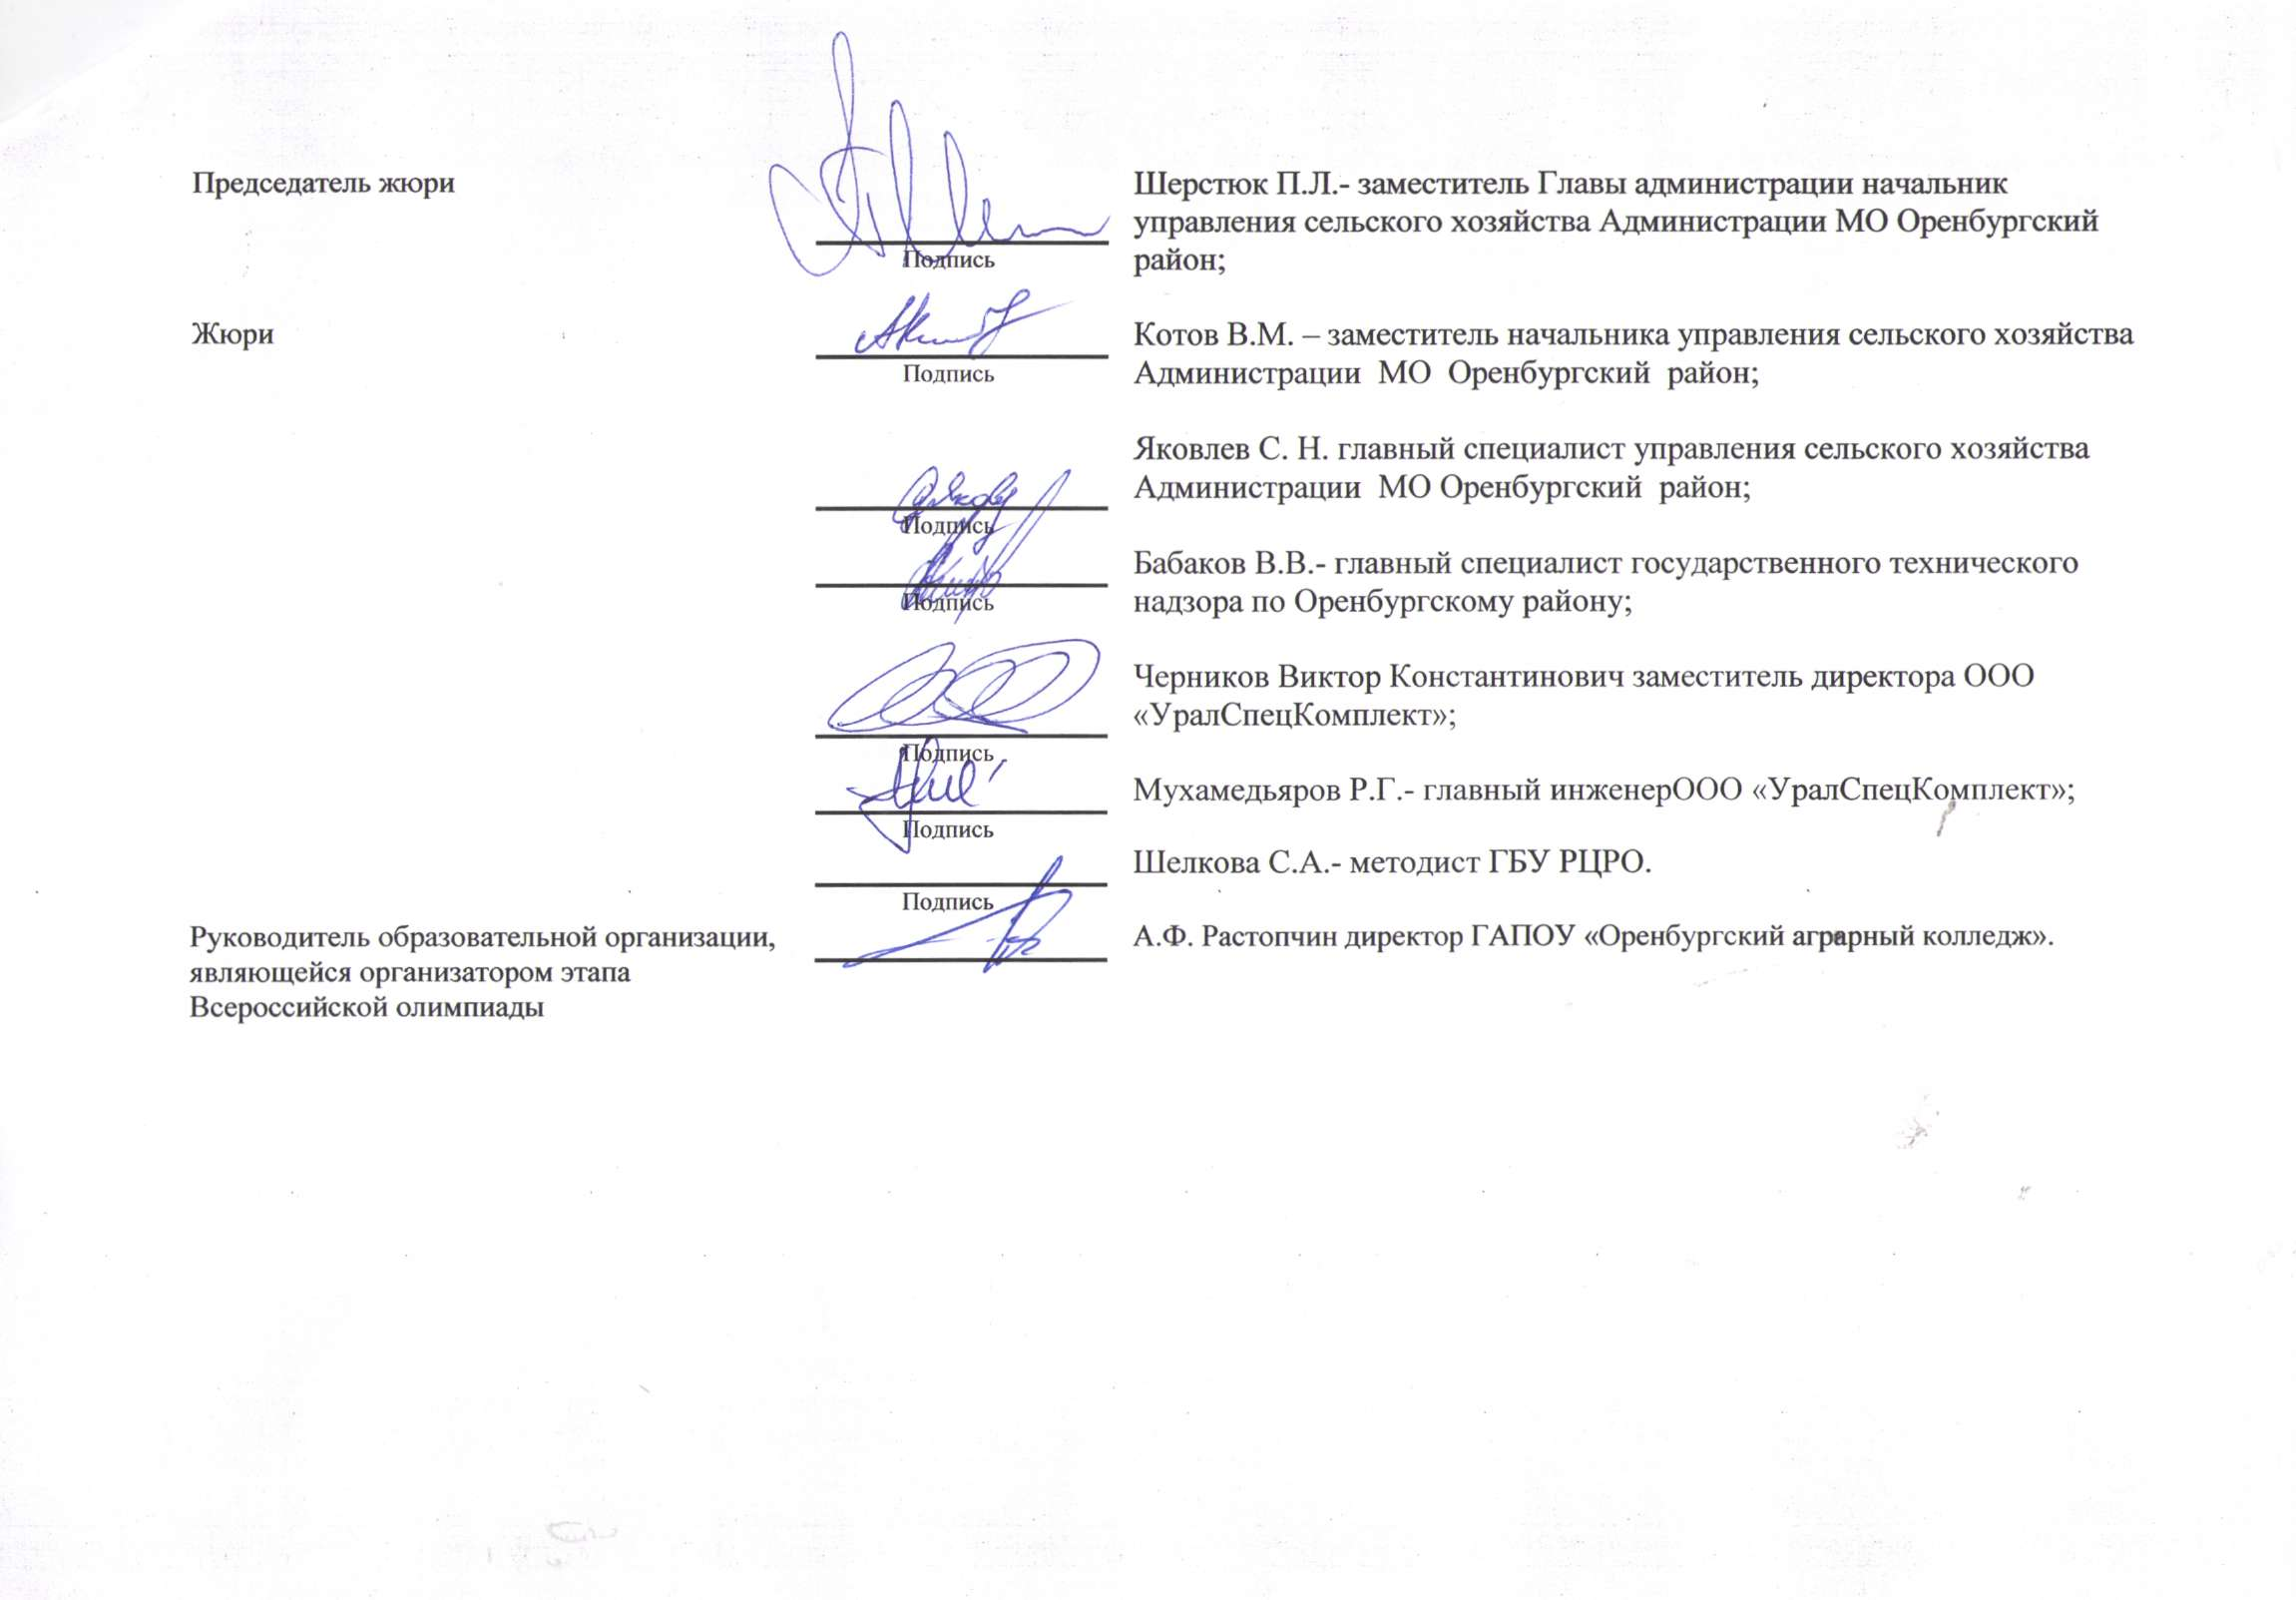 Председатель жюри
Шерстюк П.Л.- заместитель Главы администрации начальник
управления сельского хозяйства Администрации МО Оренбургский
район;
Подпись
Жюри
Котов В.М. – заместитель начальника управления сельского хозяйства
Администрации МО Оренбургский район;
Подпись
Яковлев С. Н. главный специалист управления сельского хозяйства
Администрации МО Оренбургский район;
Подпись
Бабаков В.В.- главный специалист государственного технического
надзора по Оренбургскому району;
Подпись
Черников Виктор Константинович заместитель директора ООО
«УралСпецКомплект»;
Подпись
Мухамедьяров Р.Г.- главный инженерООО «УралСпецКомплект»;
Подпись
Шелкова С.А.- методист ГБУ РЦРО.
Подпись
Руководитель образовательной организации,
являющейся организатором этапа
Всероссийской олимпиады
А.Ф. Растопчин директор ГАПОУ «Оренбургский аграрный колледж».